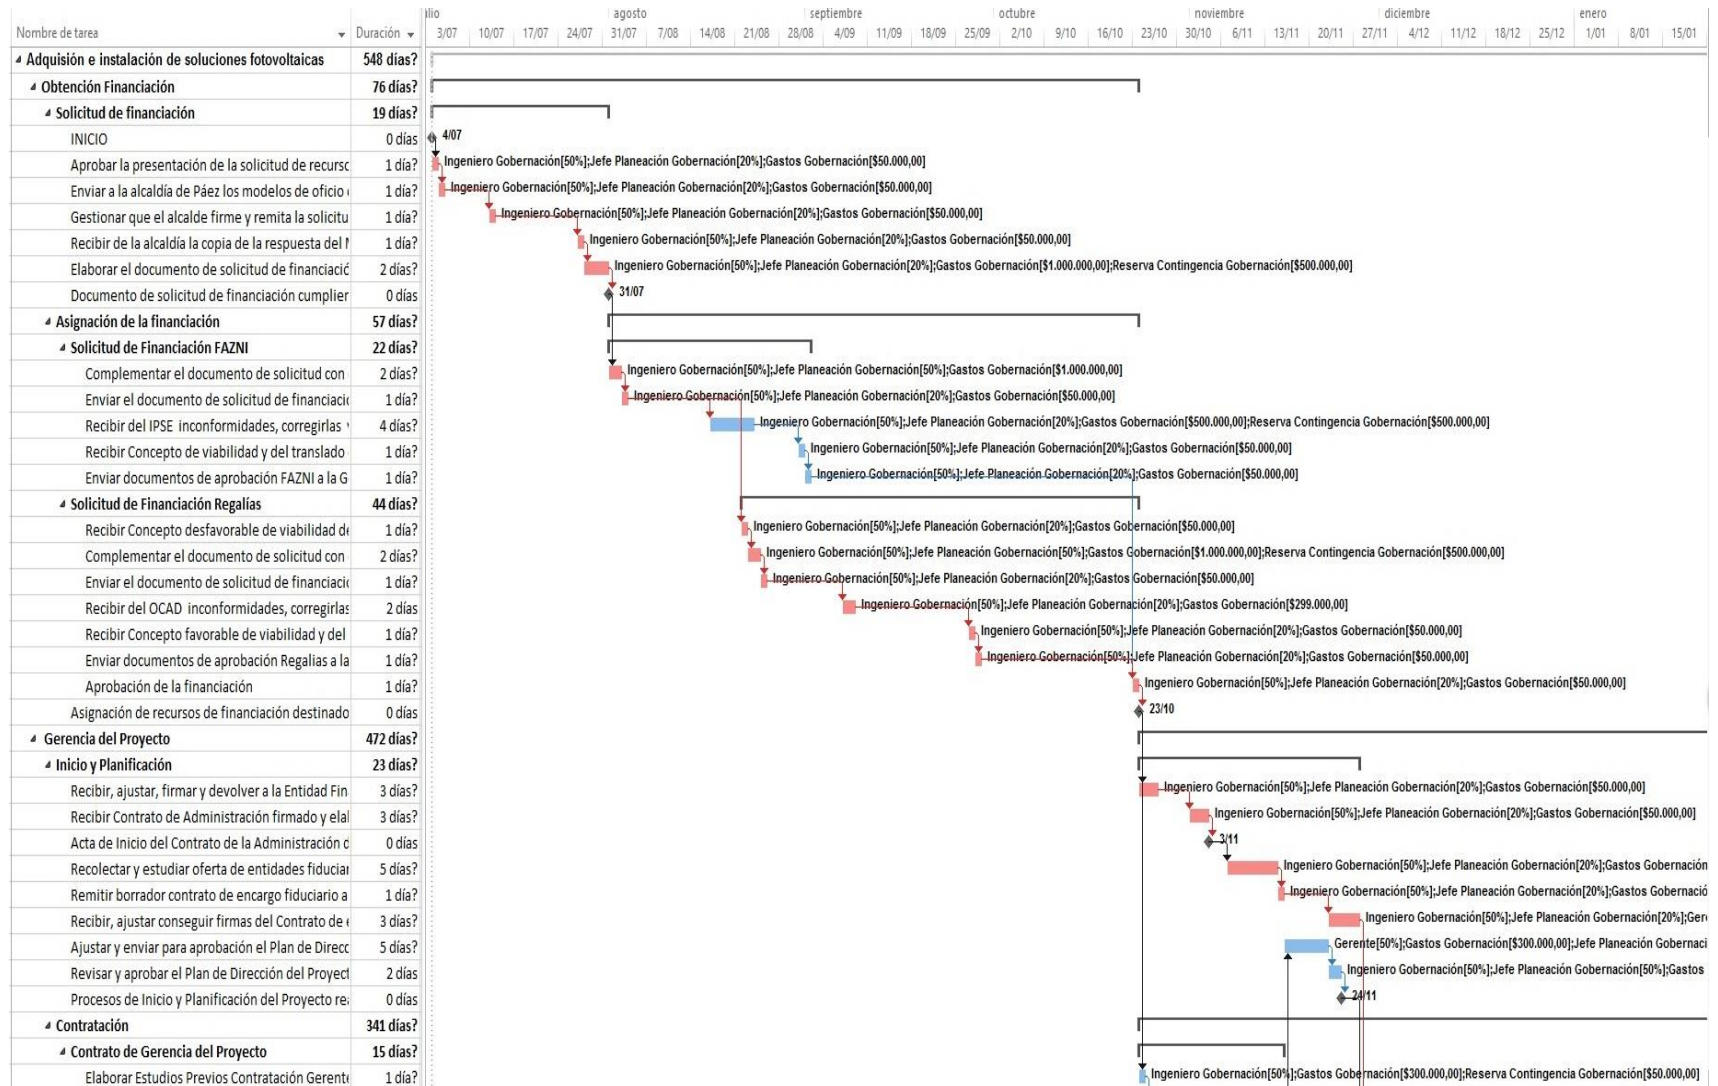 lio agosto septiembre octubre noviembre diciembre enero
Nombre de tarea Duración 3/07 10/07 17/07 24/07 31/07 7/08 14/08 21/08 28/08 4/09 11/09 18/09 25/09 2/10 9/10 16/10 23/10 30/10 6/11 13/11 20/11 27/11 4/12 11/12 18/12 25/12 1/01 8/01 15/01
Adquisión e instalación de soluciones fotovoltaicas 548 días?
Obtención Financiación 76 días?
Solicitud de financiación 19 días?
INICIO 0 días 4/07
Aprobar la presentación de la solicitud de recurso 1 día? Ingeniero Gobernación[50%];Jefe Planeación Gobernación[20%];Gastos Gobernación[$50.000,00]
Enviar a la alcaldía de Páez los modelos de oficio 1 día? Ingeniero Gobernación[50%];Jefe Planeación Gobernación[20%];Gastos Gobernación[$50.000,00]
Gestionar que el alcalde firme y remita la solicitu 1 día? Ingeniero Gobernación[50%];Jefe Planeación Gobernación[20%];Gastos Gobernación[$50.000,00]
Recibir de la alcaldía la copia de la respuesta del 1 día? Ingeniero Gobernación[50%];Jefe Planeación Gobernación[20%];Gastos Gobernación[$50.000,00]
Elaborar el documento de solicitud de financiació 2 días? Ingeniero Gobernación[50%];Jefe Planeación Gobernación[20%];Gastos Gobernación[$1.000.000,00];Reserva Contingencia Gobernación[$500.000,00]
Documento de solicitud de financiación cumplier 0 días 31/07
Asignación de la financiación 57 días?
Solicitud de Financiación FAZNI 22 días?
Complementar el documento de solicitud con 2 días? Ingeniero Gobernación[50%];Jefe Planeación Gobernación[50%];Gastos Gobernación[$1.000.000,00]
Enviar el documento de solicitud de financiacic 1 día? Ingeniero Gobernación[50%];Jefe Planeación Gobernación[20%];Gastos Gobernación[$50.000,00]
Recibir del IPSE inconformidades, corregirlas 4 días? Ingeniero Gobernación[50%];Jefe Planeación Gobernación[20%];Gastos Gobernación[$500.000,00];Reserva Contingencia Gobernación[$500.000,00]
Recibir Concepto de viabilidad y del translado 1 día? Ingeniero Gobernación[50%];Jefe Planeación Gobernación[20%];Gastos Gobernación[$50.000,00]
Enviar documentos de aprobación FAZNI a la G 1 día? Ingeniero Gobernación[50%];Jefe Planeación Gobernación[20%];Gastos Gobernación[$50.000,00]
Solicitud de Financiación Regalías 44 días?
Recibir Concepto desfavorable de viabilidad de 1 día? Ingeniero Gobernación[50%];Jefe Planeación Gobernación[20%];Gastos Gobernación[$50.000,00]
Complementar el documento de solicitud con 2 días? Ingeniero Gobernación[50%];Jefe Planeación Gobernación[50%];Gastos Gobernación[$1.000.000,00];Reserva Contingencia Gobernación[$500.000,00]
Enviar el documento de solicitud de financiacic 1 día? Ingeniero Gobernación[50%];Jefe Planeación Gobernación[20%];Gastos Gobernación[$50.000,00]
Recibir del OCAD inconformidades, corregirlas 2 días Ingeniero Gobernación[50%];Jefe Planeación Gobernación[20%];Gastos Gobernación[$299.000,00]
Recibir Concepto favorable de viabilidad y del 1 día? Ingeniero Gobernación[50%];Jefe Planeación Gobernación[20%];Gastos Gobernación[$50.000,00]
Enviar documentos de aprobación Regalias a la 1 día? Ingeniero Gobernación[50%];Jefe Planeación Gobernación[20%];Gastos Gobernación[$50.000,00]
Aprobación de la financiación 1 día? Ingeniero Gobernación[50%];Jefe Planeación Gobernación[20%];Gastos Gobernación[$50.000,00]
Asignación de recursos de financiación destinado 0 días 23/10
Gerencia del Proyecto 472 días?
Inicio y Planificación 23 días?
Recibir, ajustar, firmar y devolver a la Entidad Fin 3 días? Ingeniero Gobernación[50%];Jefe Planeación Gobernación[20%];Gastos Gobernación[$50.000,00]
Recibir Contrato de Administración firmado y ela 3 días? Ingeniero Gobernación[50%];Jefe Planeación Gobernación[20%];Gastos Gobernación[$50.000,00]
Acta de Inicio del Contrato de la Administración d 0 días 3/11
Recolectar y estudiar oferta de entidades fiduciar 5 días? Ingeniero Gobernación[50%];Jefe Planeación Gobernación[20%];Gastos Gobernación
Remitir borrador contrato de encargo fiduciario a 1 día? Ingeniero Gobernación[50%];Jefe Planeación Gobernación[20%];Gastos Gobernació
Recibir, ajustar conseguir firmas del Contrato de 3 días? Ingeniero Gobernación[50%];Jefe Planeación Gobernación[20%];Ger
Ajustar y enviar para aprobación el Plan de Direcc 5 días? Gerente[50%];Gastos Gobernación[$300.000,00];Jefe Planeación Gobernaci
Revisar y aprobar el Plan de Dirección del Proyect 2 días Ingeniero Gobernación[50%];Jefe Planeación Gobernación[50%];Gastos
Procesos de Inicio y Planificación del Proyecto re 0 días 24/11
Contratación 341 días?
Contrato de Gerencia del Proyecto 15 días?
Elaborar Estudios Previos Contratación Gerente 1 día? Ingeniero Gobernación[50%];Gastos Gobernación[$300.000,00];Reserva Contingencia Gobernación[$50.000,00]